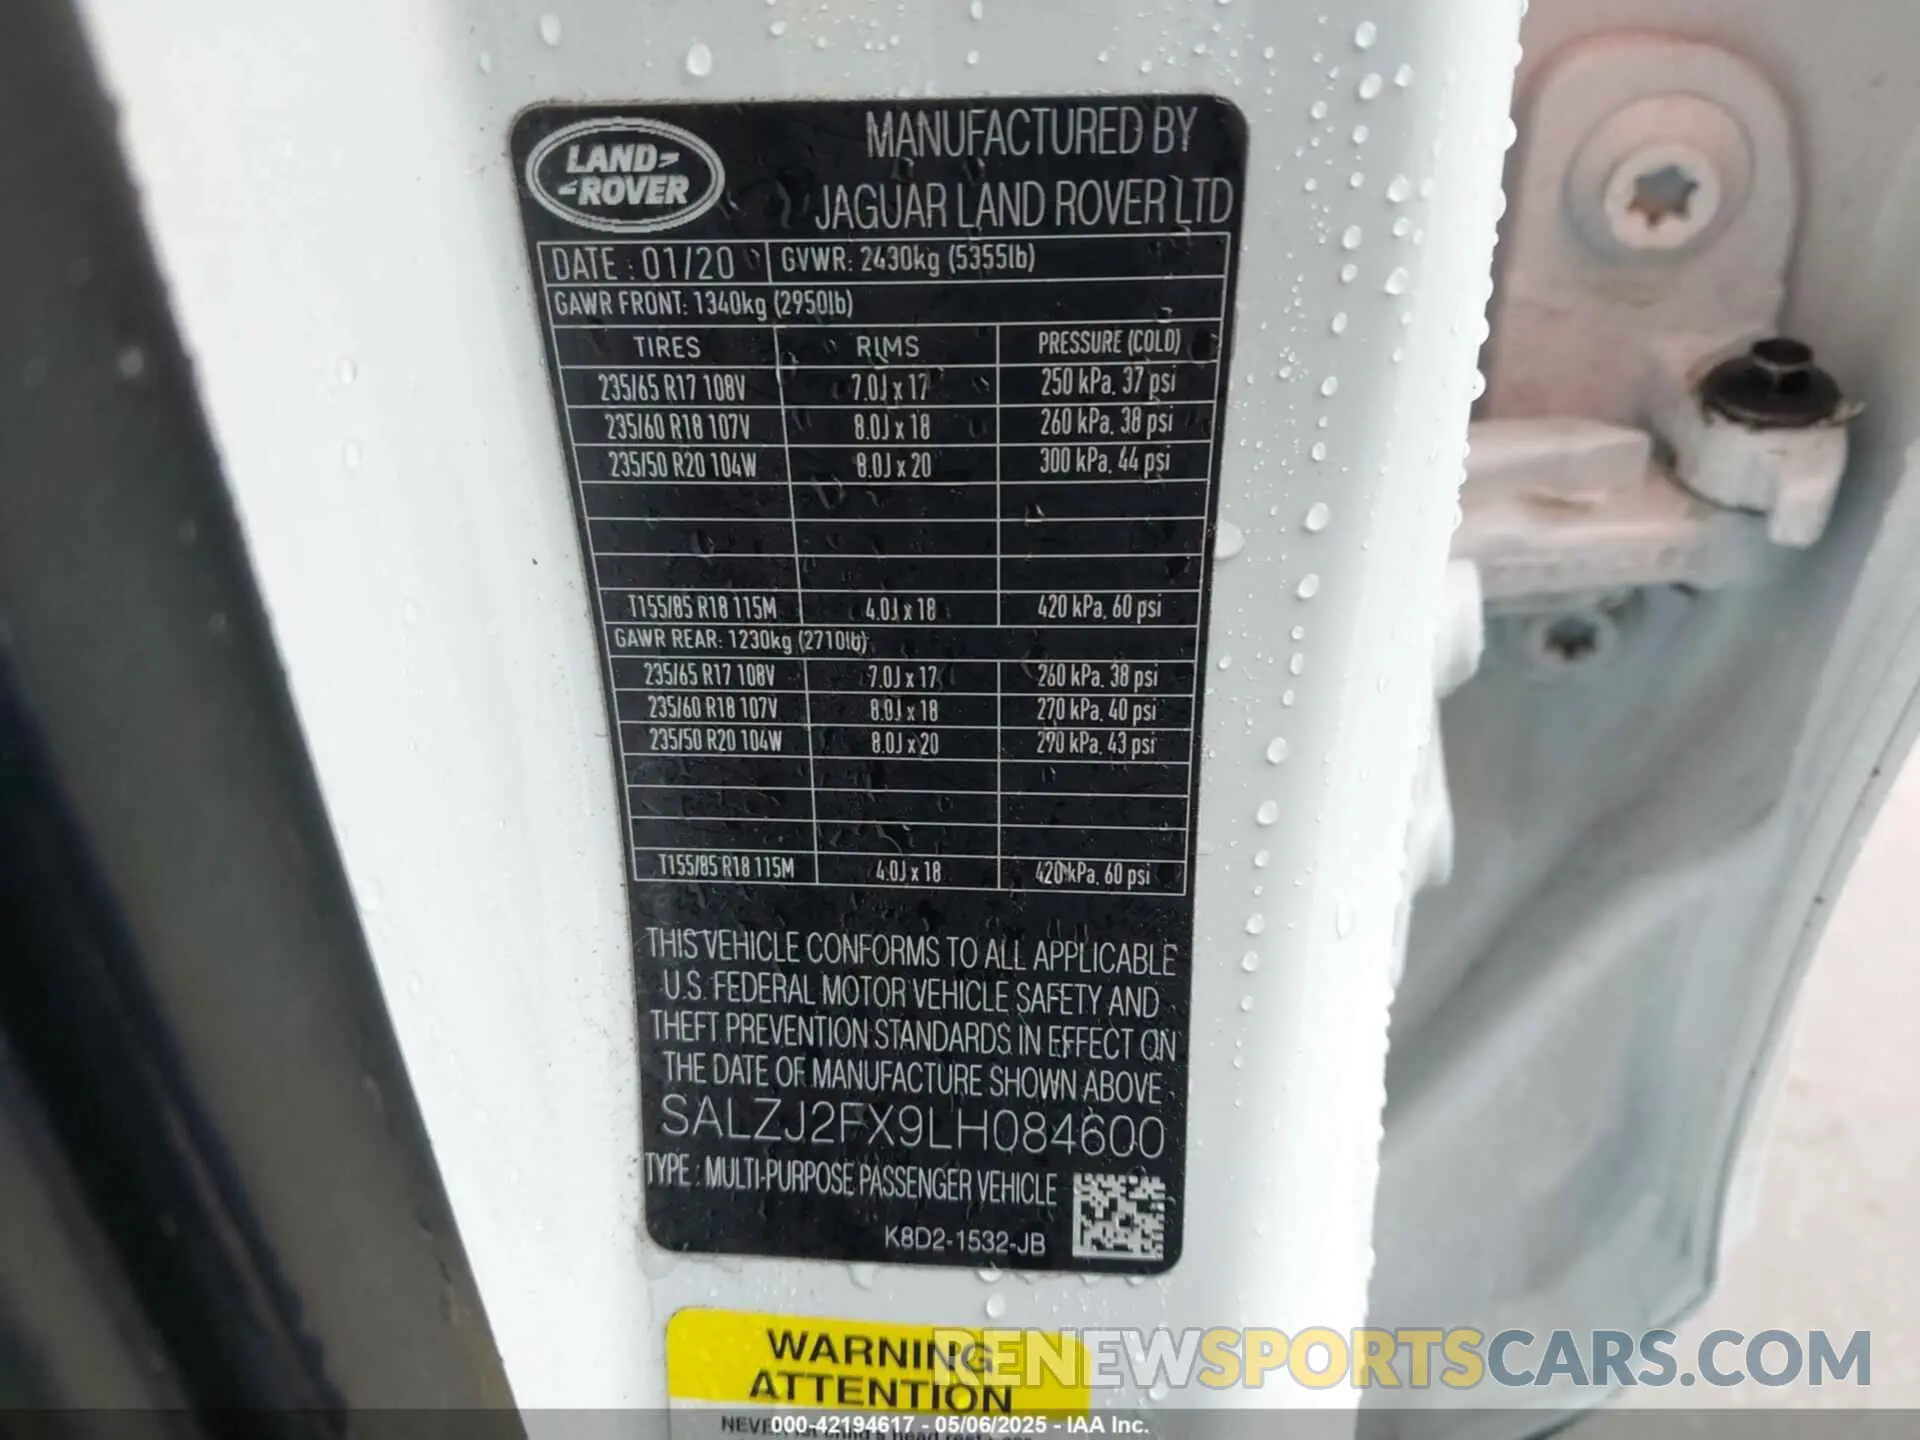 LAND ROVER
MANUFACTURED BY
JAGUAR LAND ROVER LTD
DATE : 01/20 GVWR: 2430kg (5355lb)
GAWR FRONT: 1340kg (2950lb)
TIRES RIMS PRESSURE (COLD)
235/65 R17 108V 7.0J x 17 250 kPa, 37 psi
235/60 R18 107V 8.0J x 18 260 kPa, 38 psi
235/50 R20 104W 8.0J x 20 300 kPa, 44 psi
T155/85 R18 115M 4.0J x 18 420 kPa, 60 psi
GAWR REAR: 1230kg (2710lb)
235/65 R17 108V 7.0J x 17 260 kPa, 38 psi
235/60 R18 107V 8.0J x 18 270 kPa, 40 psi
235/50 R20 104W 8.0J x 20 290 kPa, 43 psi
T155/85 R18 115M 4.0J x 18 420 kPa, 60 psi
THIS VEHICLE CONFORMS TO ALL APPLICABLE
U.S. FEDERAL MOTOR VEHICLE SAFETY AND
THEFT PREVENTION STANDARDS IN EFFECT ON
THE DATE OF MANUFACTURE SHOWN ABOVE
SALZJ2FX9LH084600
TYPE : MULTI-PURPOSE PASSENGER VEHICLE
K8D2-1532-JB
WARNING
ATTENTION
RENEWSPORTSCARS.COM
000-42194617 - 05/06/2025 - IAA Inc.